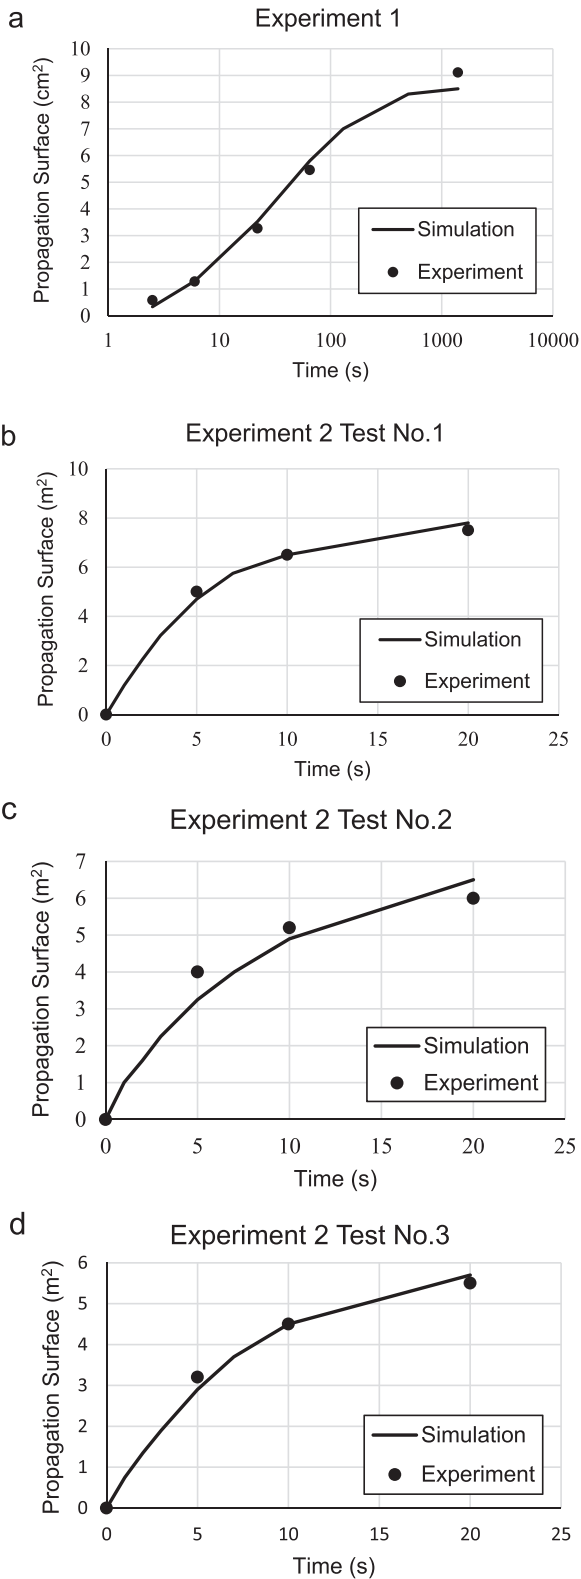 a
Experiment 1
Propagation Surface (cm²)
10
9
8
7
6
5
4
3
2
1
0
1 10 100 1000 10000
Time (s)
Simulation
Experiment
b
Experiment 2 Test No.1
Propagation Surface (m²)
10
8
6
4
2
0
0 5 10 15 20 25
Time (s)
Simulation
Experiment
c
Experiment 2 Test No.2
Propagation Surface (m²)
7
6
5
4
3
2
1
0
0 5 10 15 20 25
Time (s)
Simulation
Experiment
d
Experiment 2 Test No.3
Propagation Surface (m²)
6
5
4
3
2
1
0
0 5 10 15 20 25
Time (s)
Simulation
Experiment